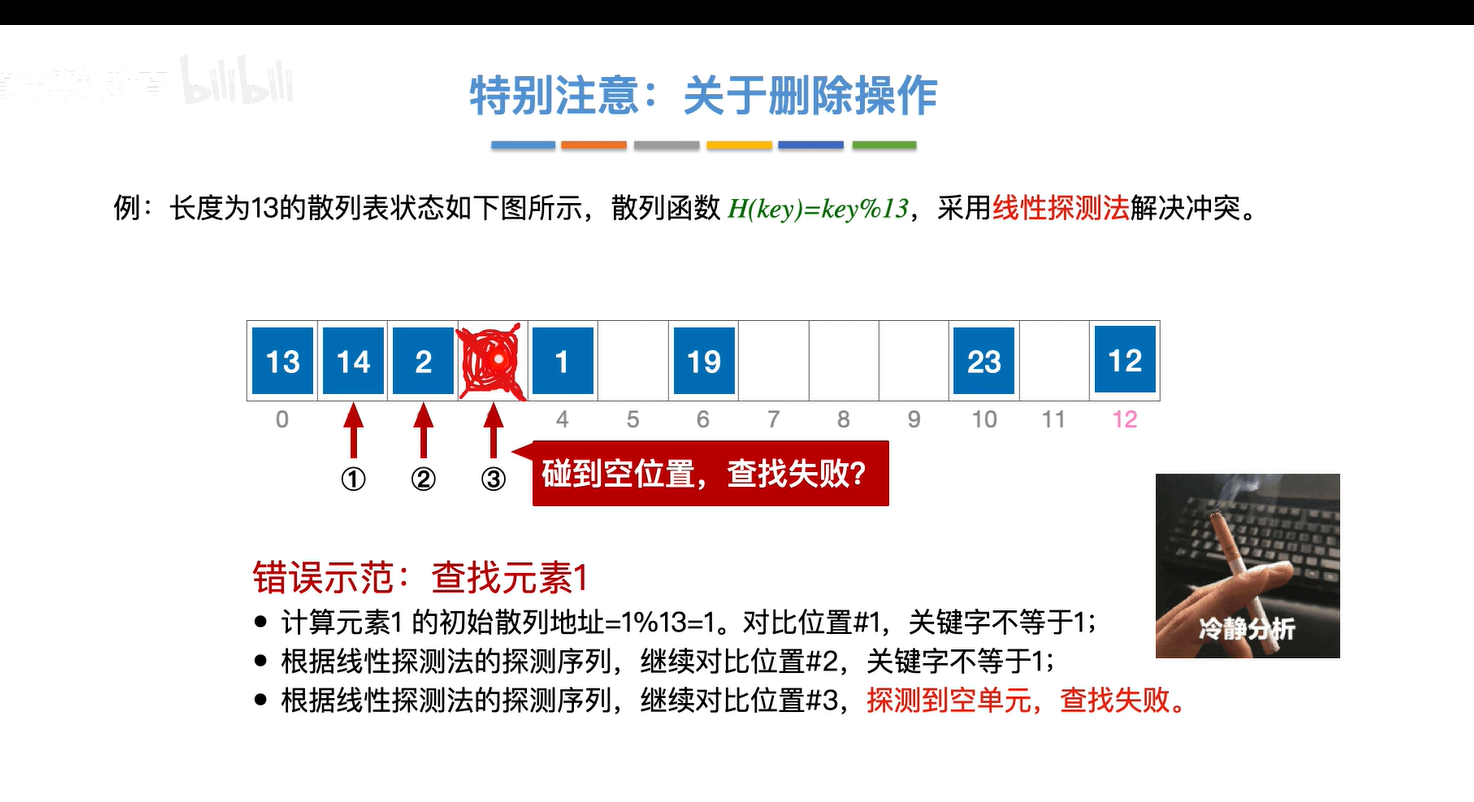 bilibili
特别注意：关于删除操作
例：长度为13的散列表状态如下图所示，散列函数 H(key)=key%13，采用线性探测法解决冲突。
13 14 2 1 19 23 12
0 4 5 6 7 8 9 10 11 12
① ② ③
碰到空位置，查找失败？
错误示范：查找元素1
● 计算元素1 的初始散列地址=1%13=1。对比位置#1，关键字不等于1；
● 根据线性探测法的探测序列，继续对比位置#2，关键字不等于1；
● 根据线性探测法的探测序列，继续对比位置#3，探测到空单元，查找失败。
冷静分析